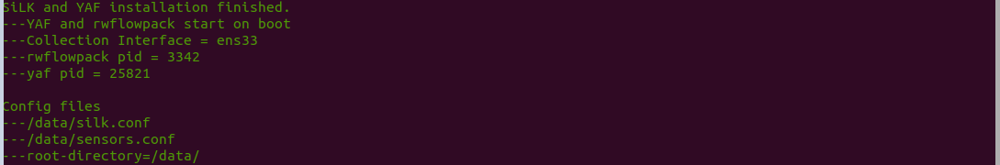 SiLK and YAF installation finished.
---YAF and rwflowpack start on boot
---Collection Interface = ens33
---rwflowpack pid = 3342
---yaf pid = 25821
Config files
---/data/silk.conf
---/data/sensors.conf
---root-directory=/data/